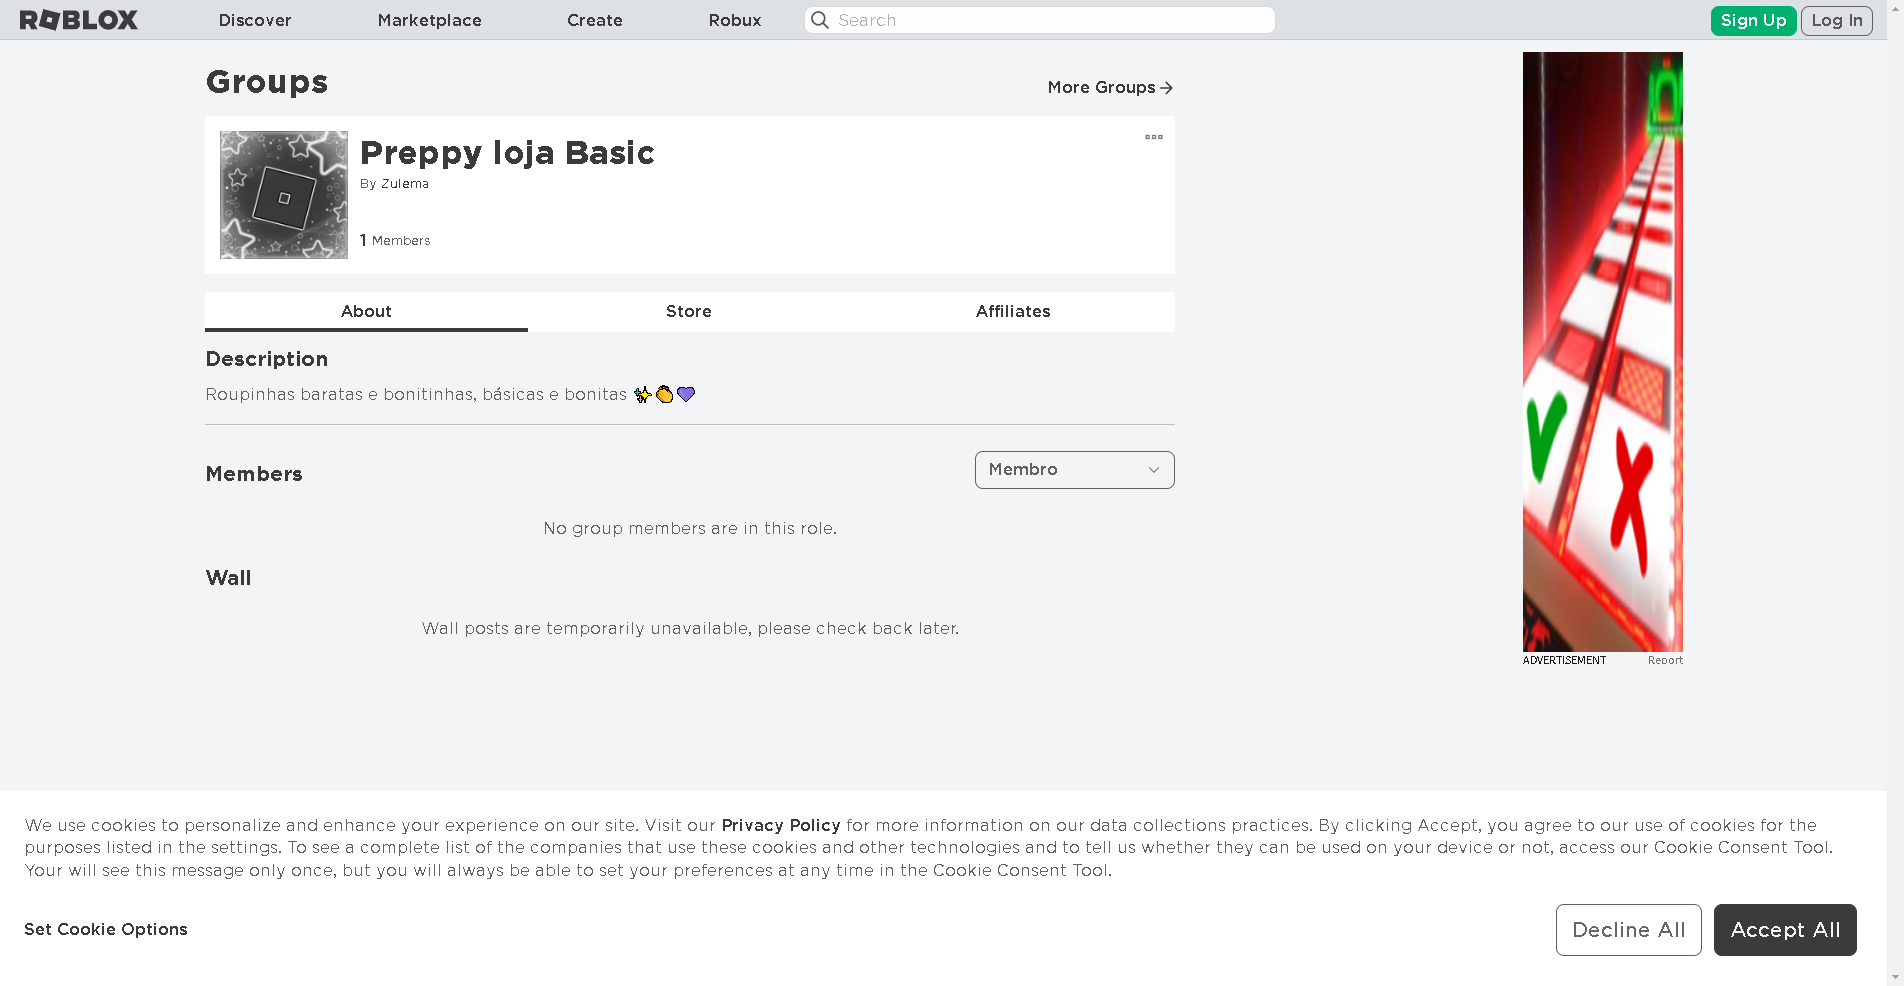 ROBLOX Discover Marketplace Create Robux Search Sign Up Log In
Groups
More Groups
Preppy loja Basic
By Zulema
1 Members
About Store Affiliates
Description
Roupinhas baratas e bonitinhas, básicas e bonitas ✨👏💜
Members
Membro
No group members are in this role.
Wall
Wall posts are temporarily unavailable, please check back later.
ADVERTISEMENT Report
We use cookies to personalize and enhance your experience on our site. Visit our Privacy Policy for more information on our data collections practices. By clicking Accept, you agree to our use of cookies for the
purposes listed in the settings. To see a complete list of the companies that use these cookies and other technologies and to tell us whether they can be used on your device or not, access our Cookie Consent Tool.
Your will see this message only once, but you will always be able to set your preferences at any time in the Cookie Consent Tool.
Set Cookie Options
Decline All
Accept All